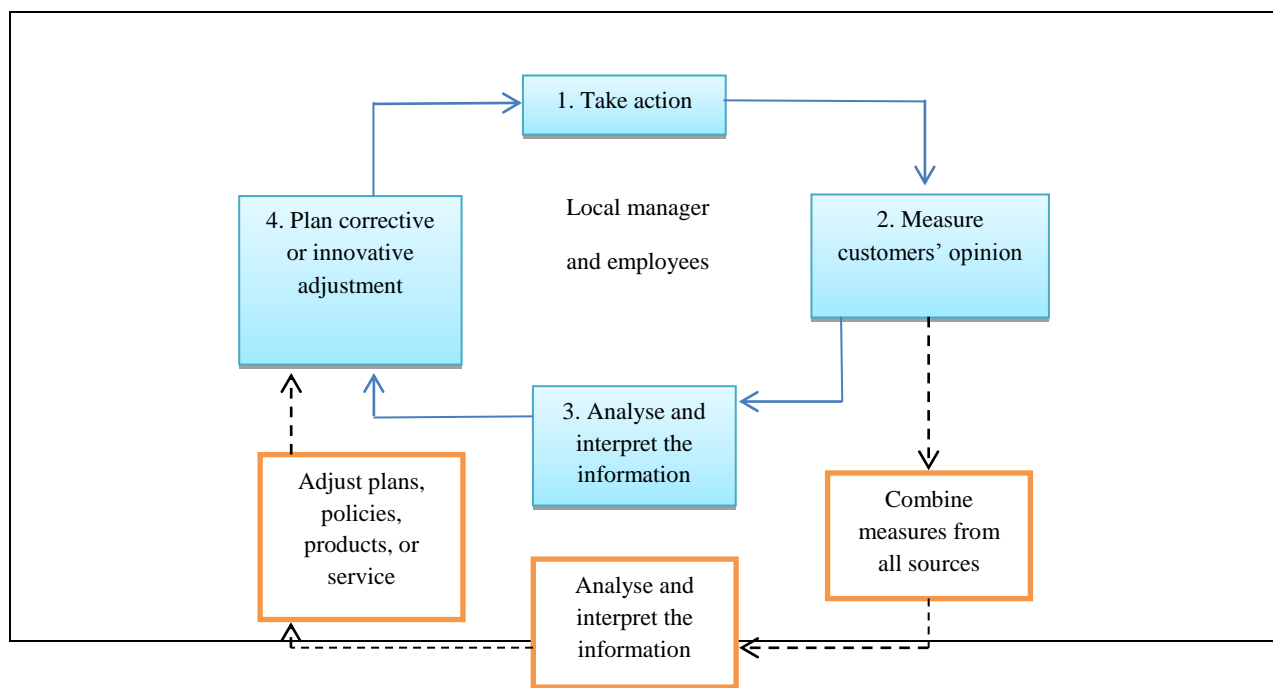 1. Take action
4. Plan corrective
or innovative
adjustment
Local manager
and employees
2. Measure
customers’ opinion
3. Analyse and
interpret the
information
Adjust plans,
policies,
products, or
service
Analyse and
interpret the
information
Combine
measures from
all sources